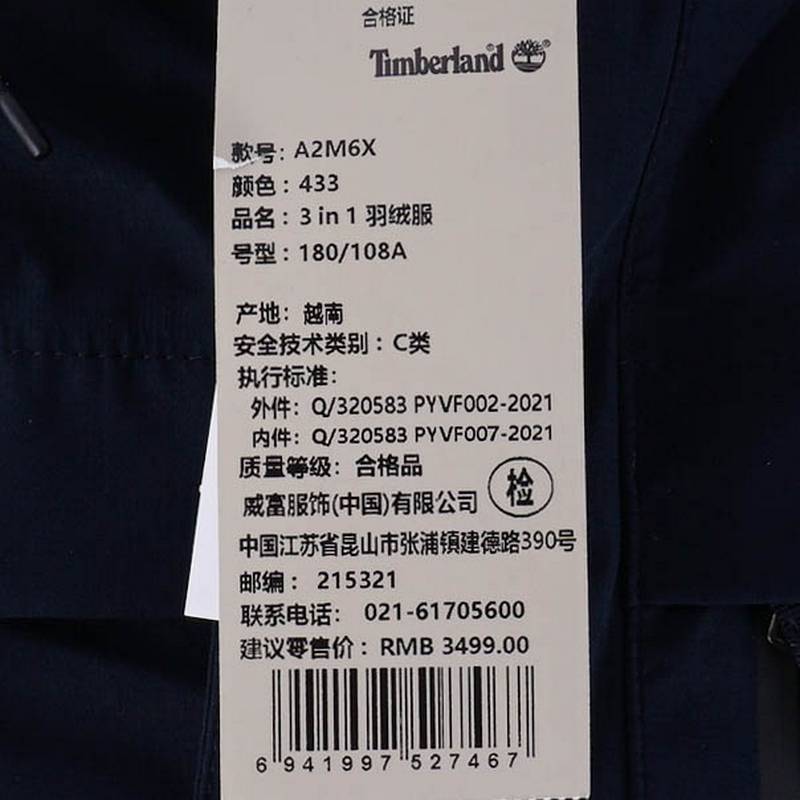 合格证
Timberland®
款号: A2M6X
颜色: 433
品名: 3 in 1 羽绒服
号型: 180/108A
产地: 越南
安全技术类别: C类
执行标准:
外件: Q/320583 PYVF002-2021
内件: Q/320583 PYVF007-2021
质量等级: 合格品
检
威富服饰(中国)有限公司
中国江苏省昆山市张浦镇建德路390号
邮编: 215321
联系电话: 021-61705600
建议零售价: RMB 3499.00
6 941997 527467